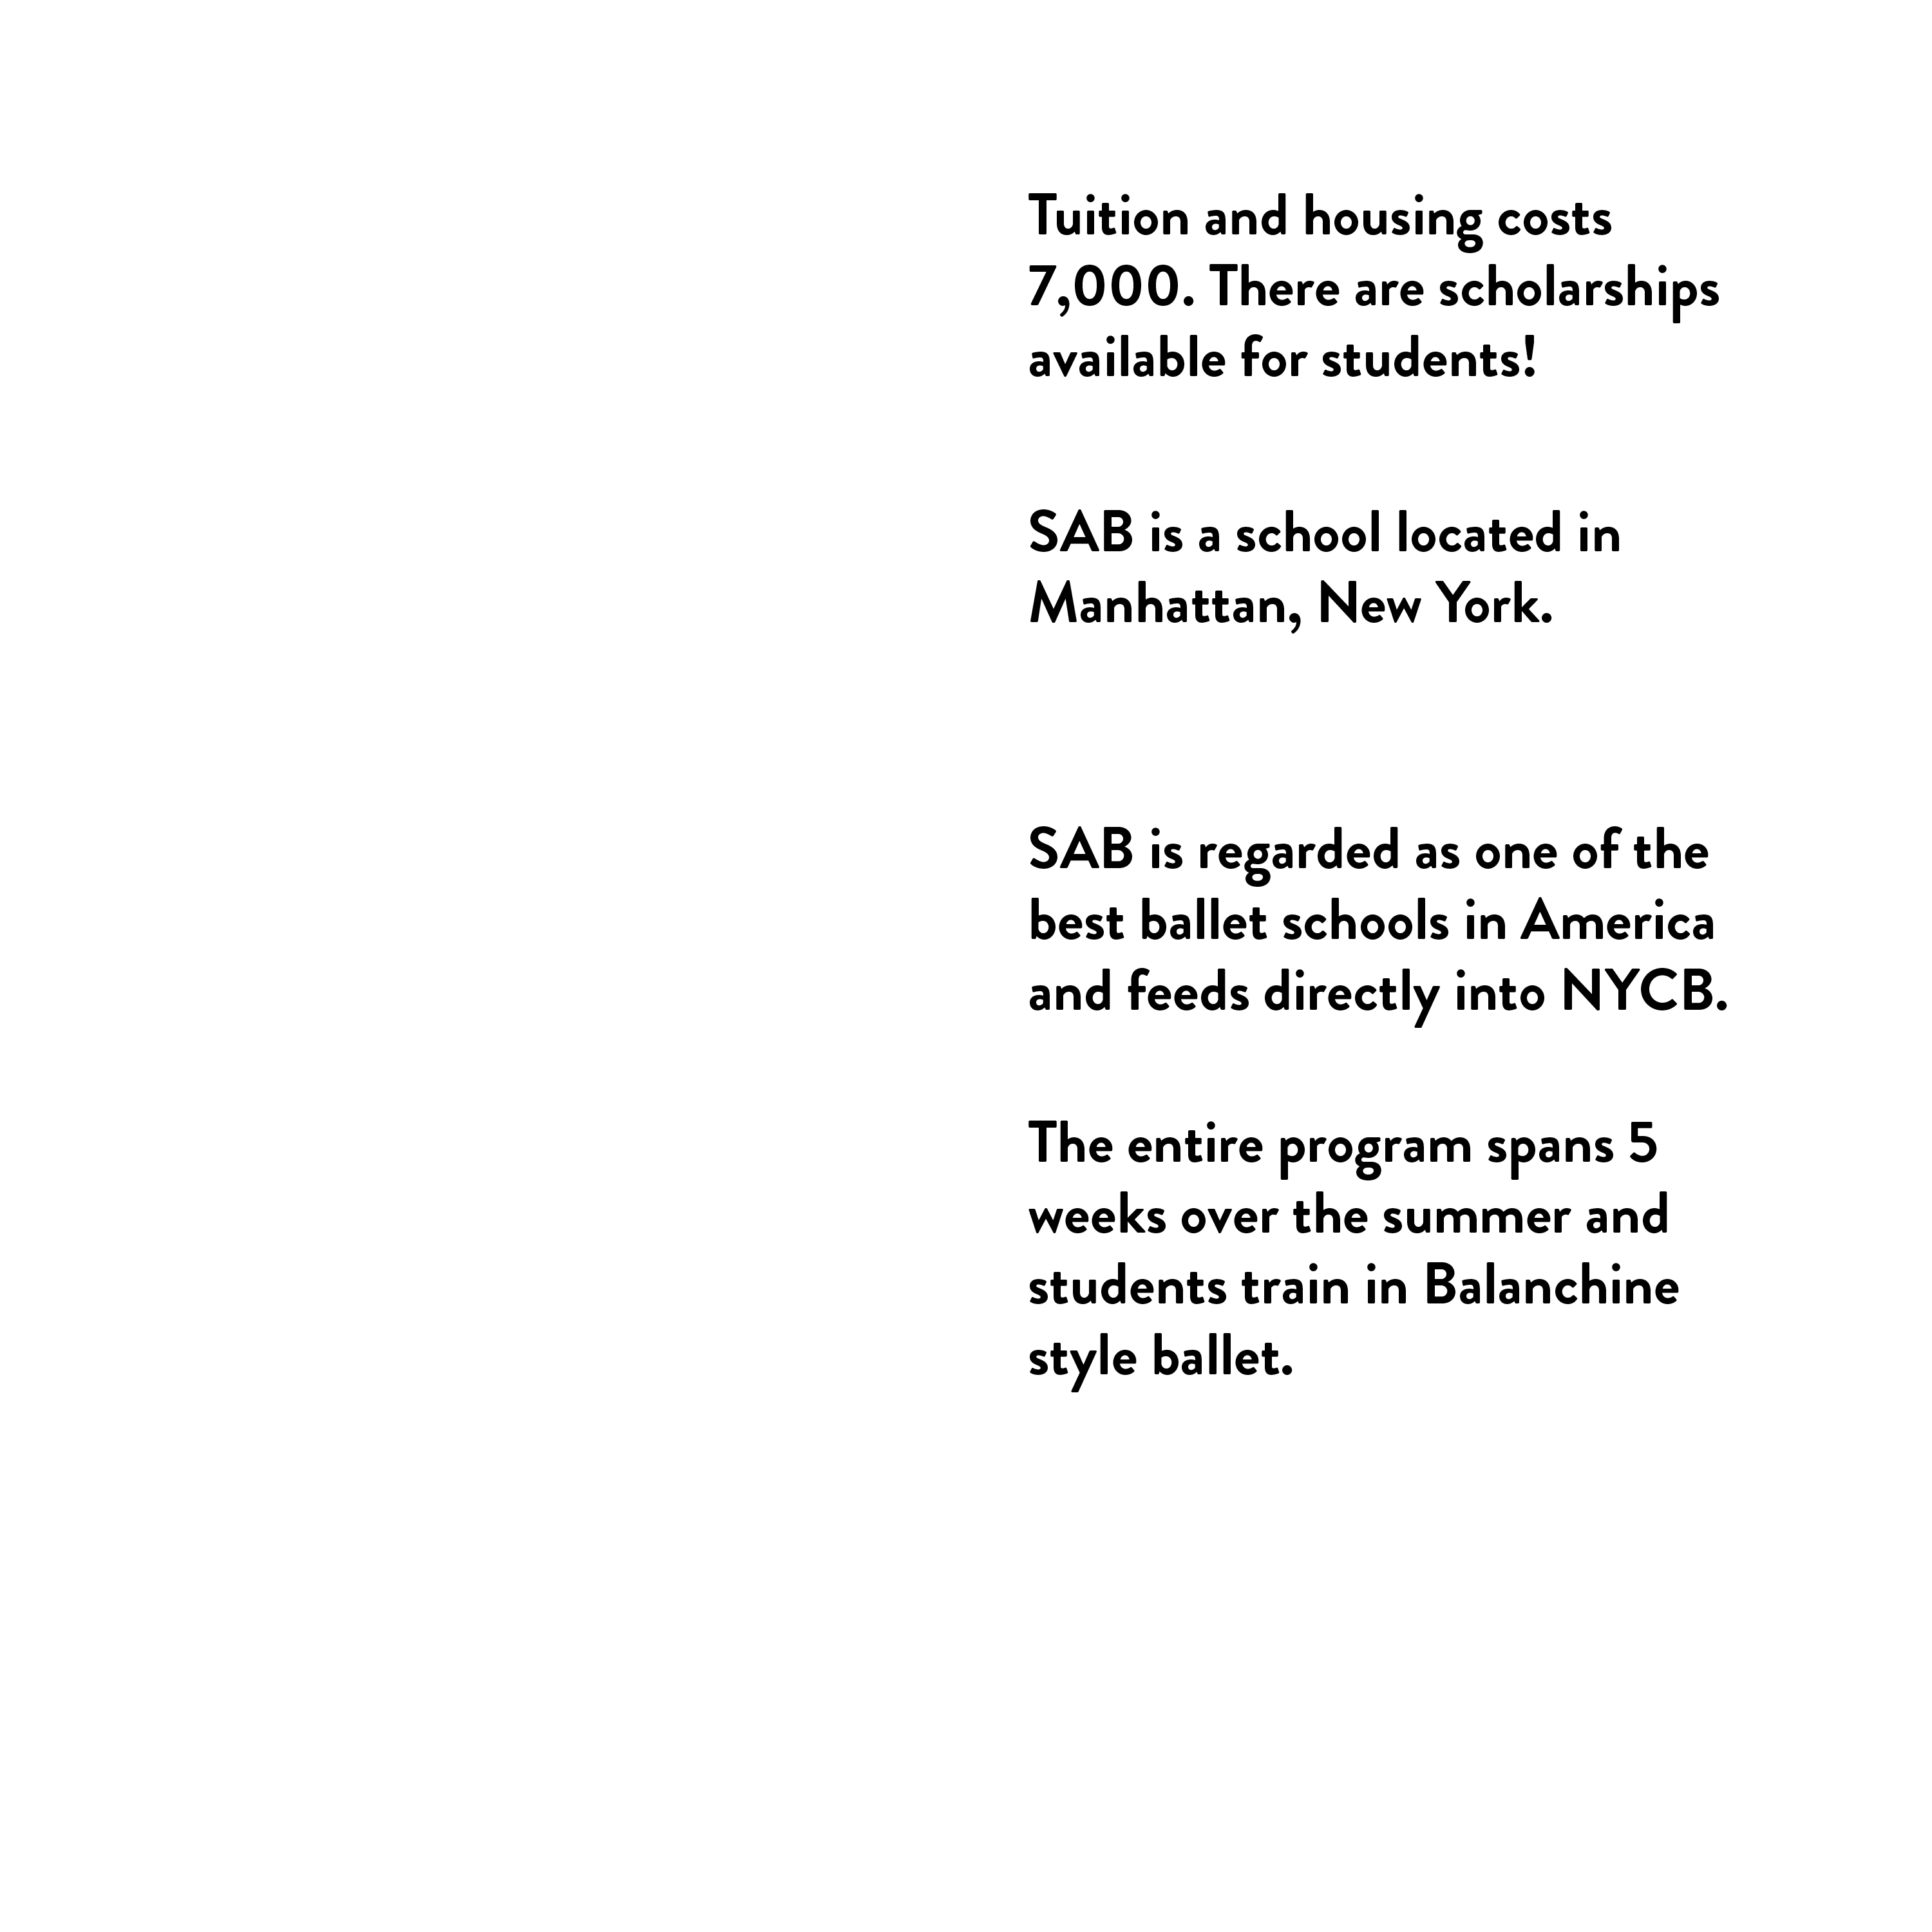 Tuition and housing costs
7,000. There are scholarships
available for students!
SAB is a school located in
Manhattan, New York.
SAB is regarded as one of the
best ballet schools in America
and feeds directly into NYCB.
The entire program spans 5
weeks over the summer and
students train in Balanchine
style ballet.